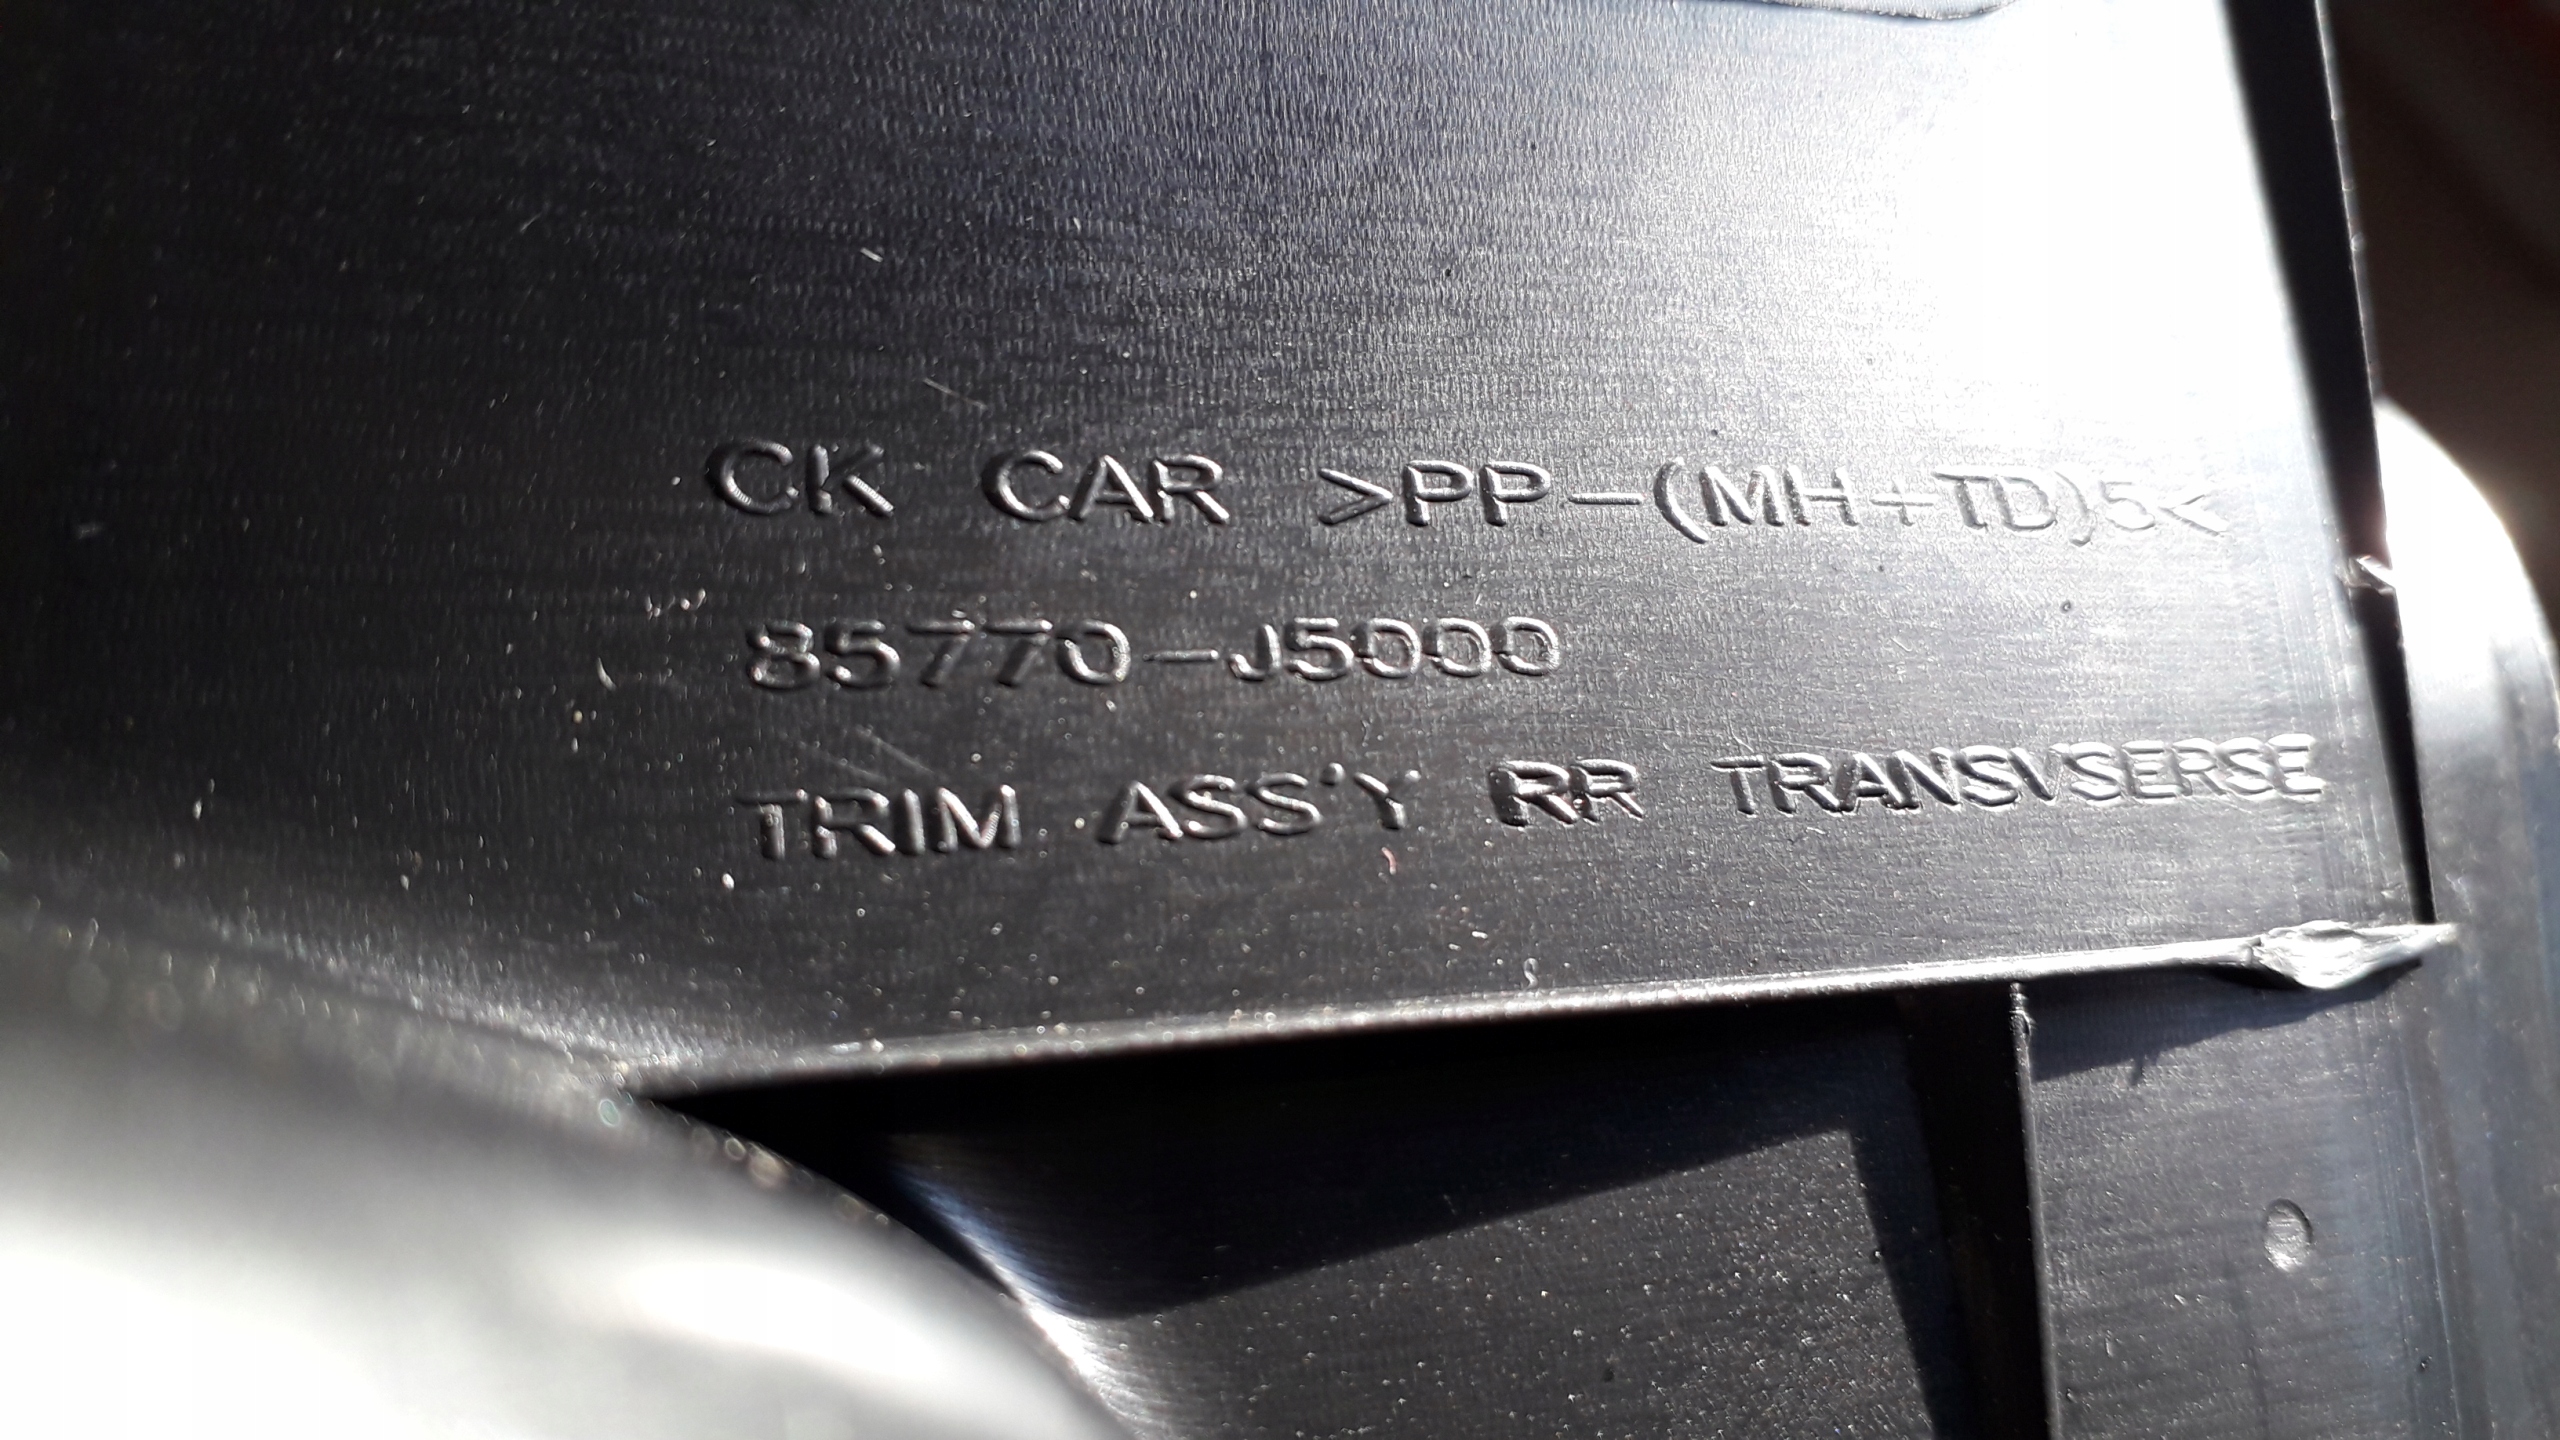 CK CAR >PP-(MH+TD)5<
85770-J5000
TRIM ASS'Y RR TRANSVSERSE